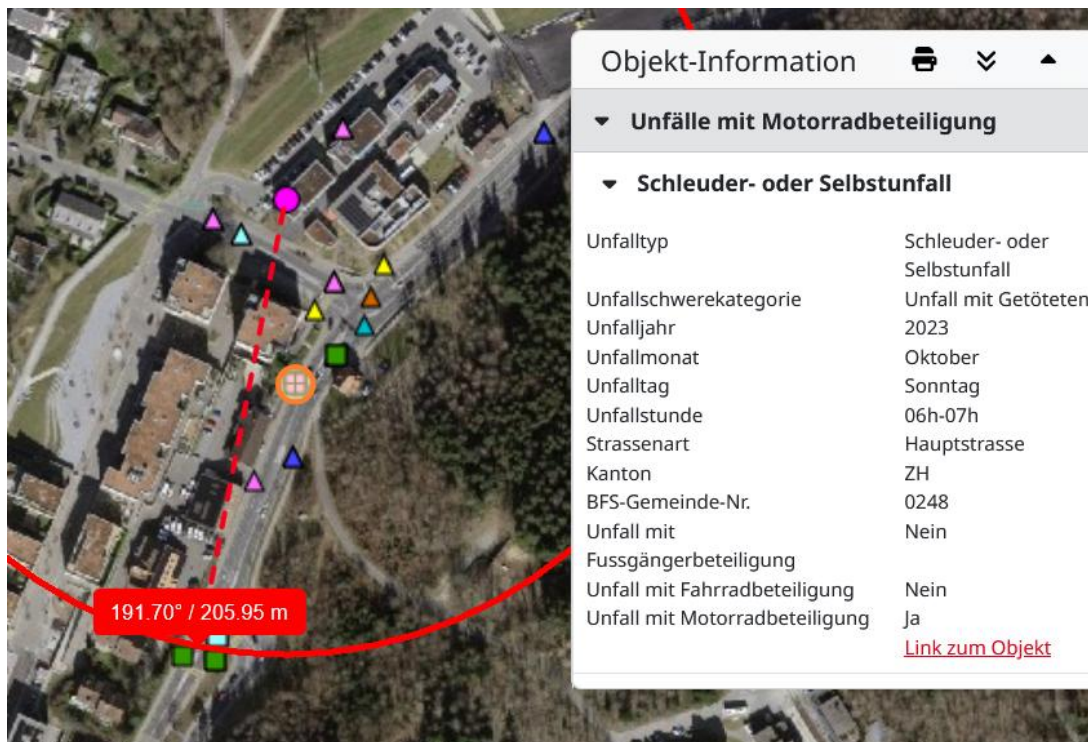 Objekt-Information
Unfälle mit Motorradbeteiligung
Schleuder- oder Selbstunfall
Unfalltyp Schleuder- oder
Selbstunfall
Unfallschwerekategorie Unfall mit Getöteten
Unfalljahr 2023
Unfallmonat Oktober
Unfalltag Sonntag
Unfallstunde 06h-07h
Strassenart Hauptstrasse
Kanton ZH
BFS-Gemeinde-Nr. 0248
Unfall mit Nein
Fussgängerbeteiligung
Unfall mit Fahrradbeteiligung Nein
Unfall mit Motorradbeteiligung Ja
Link zum Objekt
191.70° / 205.95 m